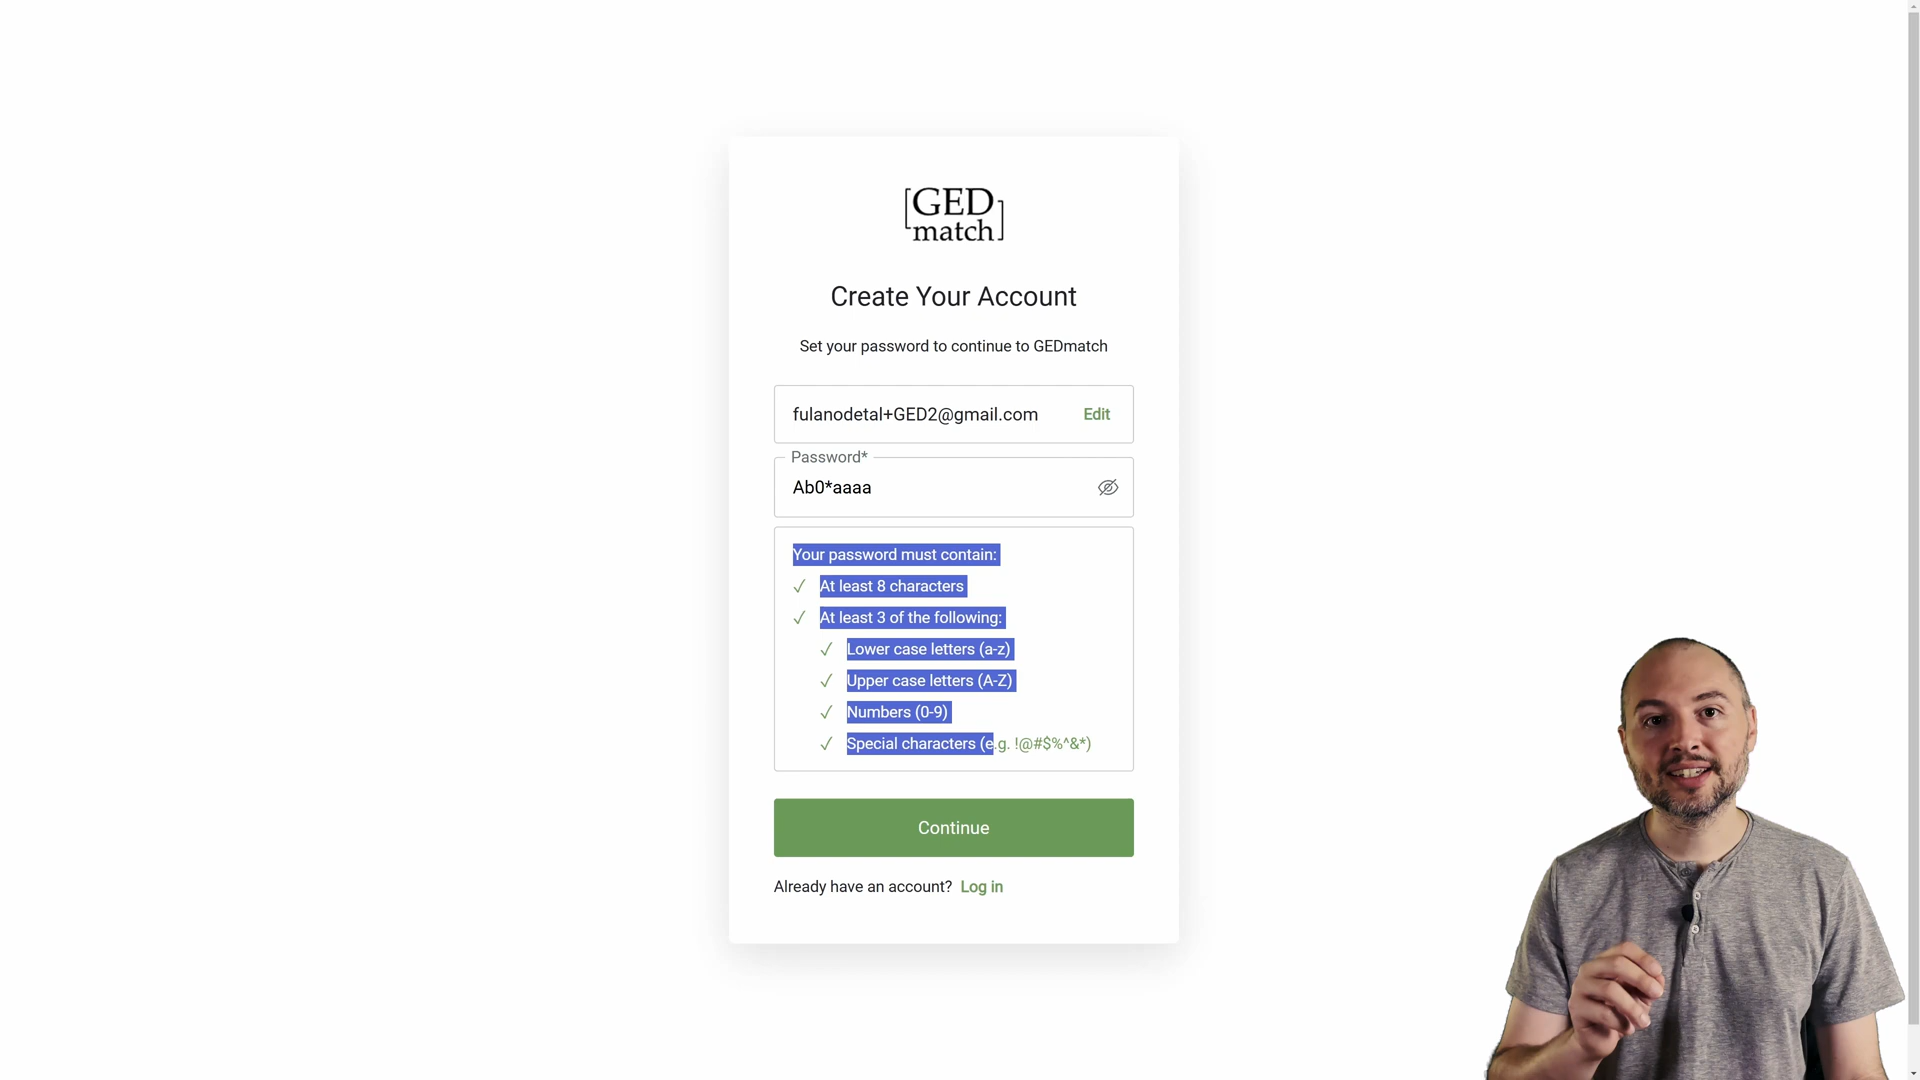 GED
match
Create Your Account
Set your password to continue to GEDmatch
fulanodetal+GED2@gmail.com Edit
Password*
Ab0*aaaa
Your password must contain:
At least 8 characters
At least 3 of the following:
Lower case letters (a-z)
Upper case letters (A-Z)
Numbers (0-9)
Special characters (e.g. !@#$%^&*)
Continue
Already have an account? Log in